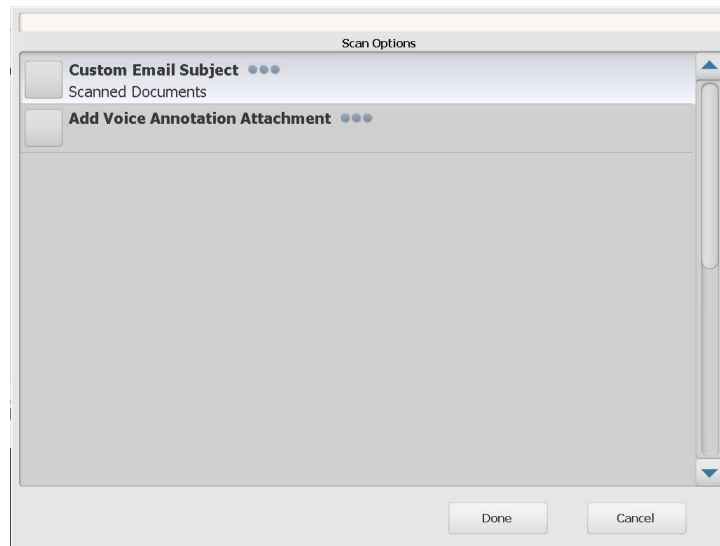 Scan Options
Custom Email Subject
Scanned Documents
Add Voice Annotation Attachment
Done
Cancel